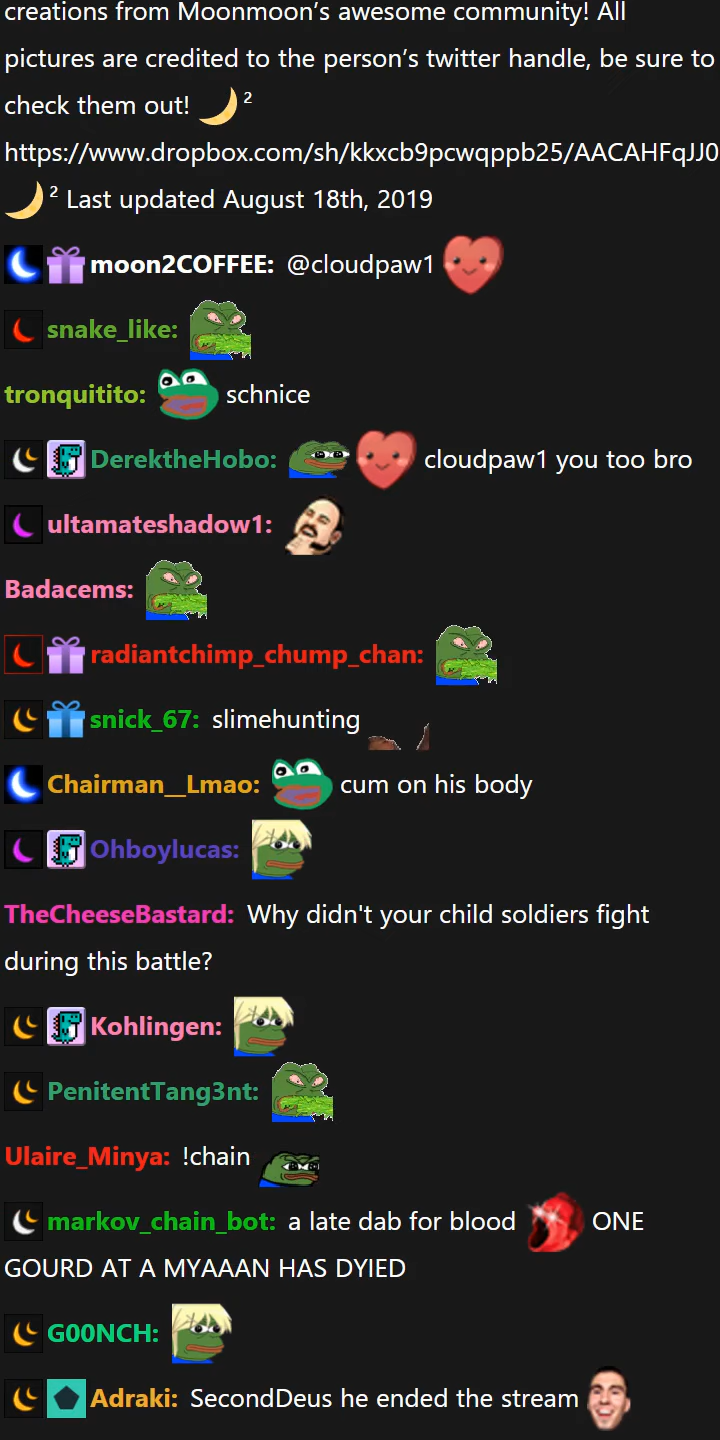 creations from Moonmoon’s awesome community! All
pictures are credited to the person’s twitter handle, be sure to
check them out! 2
https://www.dropbox.com/sh/kkxcb9pcwqppb25/AACAHFqJJ0
2 Last updated August 18th, 2019
moon2COFFEE: @cloudpaw1
snake_like:
tronquitito: schnice
DerektheHobo: cloudpaw1 you too bro
ultamateshadow1:
Badacems:
radiantchimp_chump_chan:
snick_67: slimehunting
Chairman__Lmao: cum on his body
Ohboylucas:
TheCheeseBastard: Why didn't your child soldiers fight
during this battle?
Kohlingen:
PenitentTang3nt:
Ulaire_Minya: !chain
markov_chain_bot: a late dab for blood ONE
GOURD AT A MYAAAN HAS DYIED
G00NCH:
Adraki: SecondDeus he ended the stream